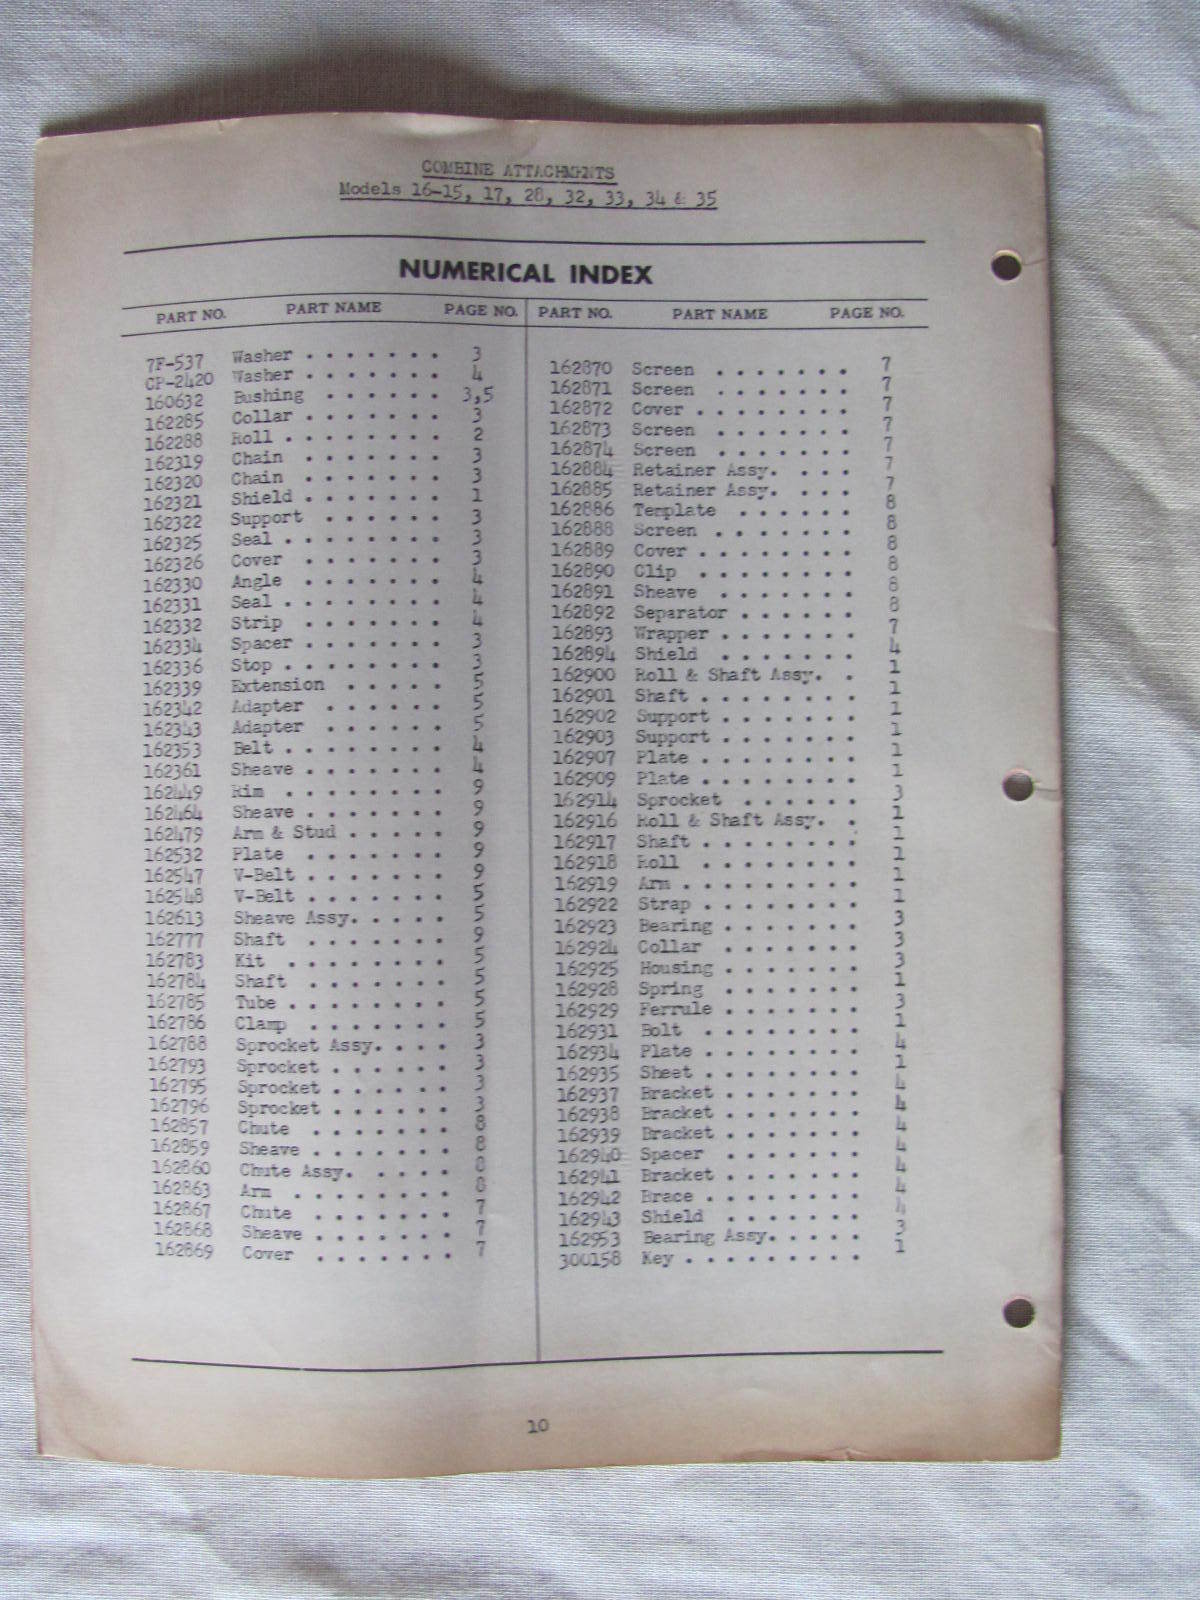 COMBINE ATTACHMENTS
Models 16-15, 17, 28, 32, 33, 34 & 35
NUMERICAL INDEX
PART NO. PART NAME PAGE NO.
7F-537 Washer . . . . . . . 3
CP-2420 Washer . . . . . . . 4
160632 Bushing . . . . . . 3,5
162285 Collar . . . . . . . 3
162288 Roll . . . . . . . . 2
162319 Chain . . . . . . . 3
162320 Chain . . . . . . . 3
162321 Shield . . . . . . . 1
162322 Support . . . . . . 3
162325 Seal . . . . . . . . 3
162326 Cover . . . . . . . 3
162330 Angle . . . . . . . 4
162331 Seal . . . . . . . . 4
162332 Strip . . . . . . . 4
162334 Spacer . . . . . . . 3
162336 Stop . . . . . . . . 3
162339 Extension . . . . . 5
162342 Adapter . . . . . . 5
162343 Adapter . . . . . . 5
162353 Belt . . . . . . . . 4
162361 Sheave . . . . . . . 4
162449 Rim . . . . . . . . 9
162464 Sheave . . . . . . . 9
162479 Arm & Stud . . . . . 9
162532 Plate . . . . . . . 9
162547 V-Belt . . . . . . . 9
162548 V-Belt . . . . . . . 5
162613 Sheave Assy. . . . . 5
162777 Shaft . . . . . . . 9
162783 Kit . . . . . . . . 5
162784 Shaft . . . . . . . 5
162785 Tube . . . . . . . . 5
162786 Clamp . . . . . . . 5
162788 Sprocket Assy. . . . 3
162793 Sprocket . . . . . . 3
162795 Sprocket . . . . . . 3
162796 Sprocket . . . . . . 3
162857 Chute . . . . . . . 8
162859 Sheave . . . . . . . 8
162860 Chute Assy. . . . . 8
162863 Arm . . . . . . . . 8
162867 Chute . . . . . . . 7
162868 Sheave . . . . . . . 7
162869 Cover . . . . . . . 7
PART NO. PART NAME PAGE NO.
162870 Screen . . . . . . . 7
162871 Screen . . . . . . . 7
162872 Cover . . . . . . . . 7
162873 Screen . . . . . . . 7
162874 Screen . . . . . . . 7
162884 Retainer Assy. . . . 7
162885 Retainer Assy. . . . 7
162886 Template . . . . . . 8
162888 Screen . . . . . . . 8
162889 Cover . . . . . . . . 8
162890 Clip . . . . . . . . 8
162891 Sheave . . . . . . . 8
162892 Separator . . . . . . 8
162893 Wrapper . . . . . . . 7
162894 Shield . . . . . . . 4
162900 Roll & Shaft Assy. . 1
162901 Shaft . . . . . . . . 1
162902 Support . . . . . . . 1
162903 Support . . . . . . . 1
162907 Plate . . . . . . . . 1
162909 Plate . . . . . . . . 1
162914 Sprocket . . . . . . 3
162916 Roll & Shaft Assy. . 1
162917 Shaft . . . . . . . . 1
162918 Roll . . . . . . . . 1
162919 Arm . . . . . . . . . 1
162922 Strap . . . . . . . . 1
162923 Bearing . . . . . . . 3
162924 Collar . . . . . . . 3
162925 Housing . . . . . . . 3
162928 Spring . . . . . . . 1
162929 Ferrule . . . . . . . 3
162931 Bolt . . . . . . . . 1
162934 Plate . . . . . . . . 4
162935 Sheet . . . . . . . . 1
162937 Bracket . . . . . . . 4
162938 Bracket . . . . . . . 4
162939 Bracket . . . . . . . 4
162940 Spacer . . . . . . . 4
162941 Bracket . . . . . . . 4
162942 Brace . . . . . . . . 4
162943 Shield . . . . . . . 4
162953 Bearing Assy. . . . . 3
300158 Key . . . . . . . . . 1
10